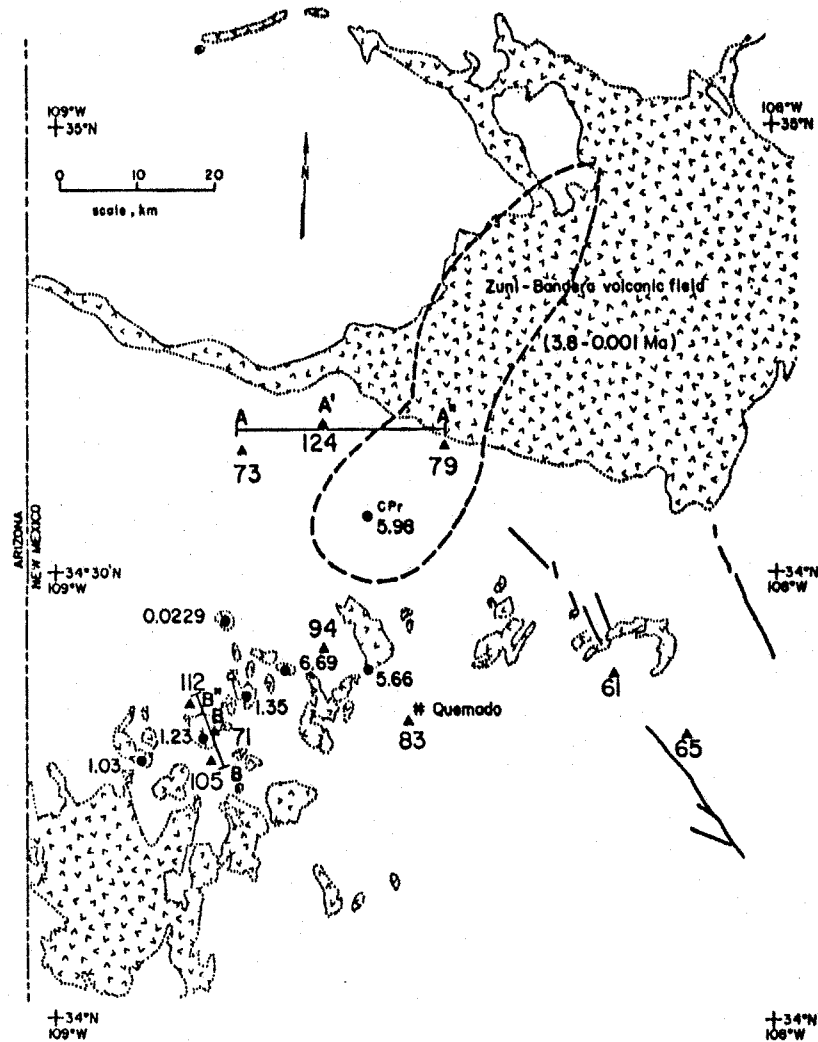 109°W
35°N
108°W
35°N
0 10 20
scale, km
N
Zuni-Bandera volcanic field
(3.8-0.001 Ma)
A A' A"
124
73 79
CPr
5.98
ARIZONA
NEW MEXICO
34°30'N
109°W
34°N
108°W
0.0229
94
6.69
5.66
61
112
B"
B'
1.35
# Quemado
83
1.23
71
65
1.03
105
B
34°N
109°W
34°N
108°W